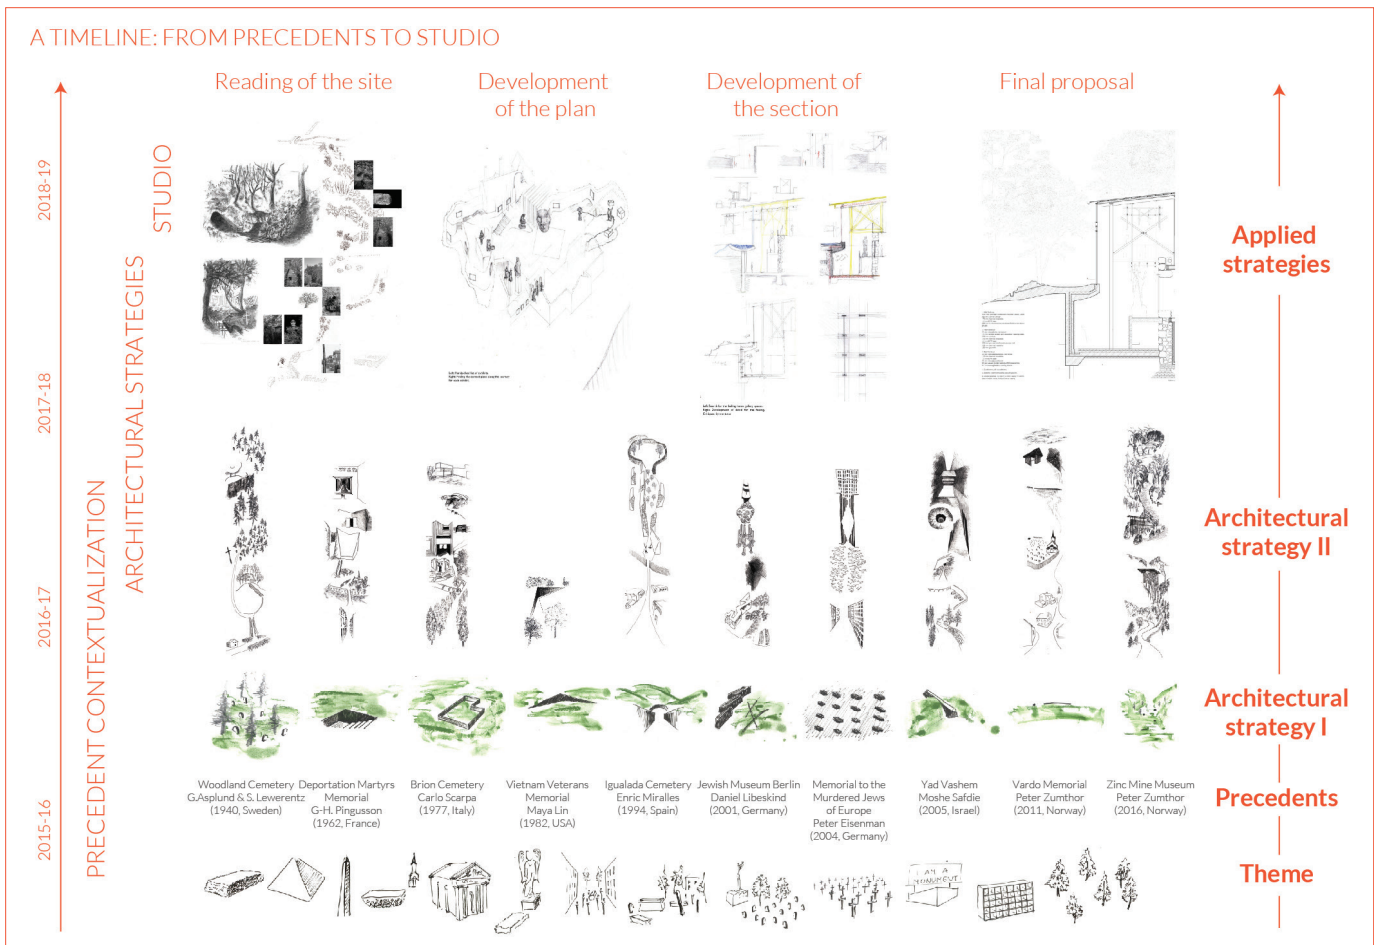 A TIMELINE: FROM PRECEDENTS TO STUDIO
Reading of the site
Development
of the plan
Development of
the section
Final proposal
2018-19
2017-18
2016-17
2015-16
STUDIO
ARCHITECTURAL STRATEGIES
PRECEDENT CONTEXTUALIZATION
Applied
strategies
Architectural
strategy II
Architectural
strategy I
Precedents
Theme
Woodland Cemetery
G.Asplund & S. Lewerentz
(1940, Sweden)
Deportation Martyrs
Memorial
G-H. Pingusson
(1962, France)
Brion Cemetery
Carlo Scarpa
(1977, Italy)
Vietnam Veterans
Memorial
Maya Lin
(1982, USA)
Igualada Cemetery
Enric Miralles
(1994, Spain)
Jewish Museum Berlin
Daniel Libeskind
(2001, Germany)
Memorial to the
Murdered Jews
of Europe
Peter Eisenman
(2004, Germany)
Yad Vashem
Moshe Safdie
(2005, Israel)
Vardo Memorial
Peter Zumthor
(2011, Norway)
Zinc Mine Museum
Peter Zumthor
(2016, Norway)
I AM A
MONUMENT